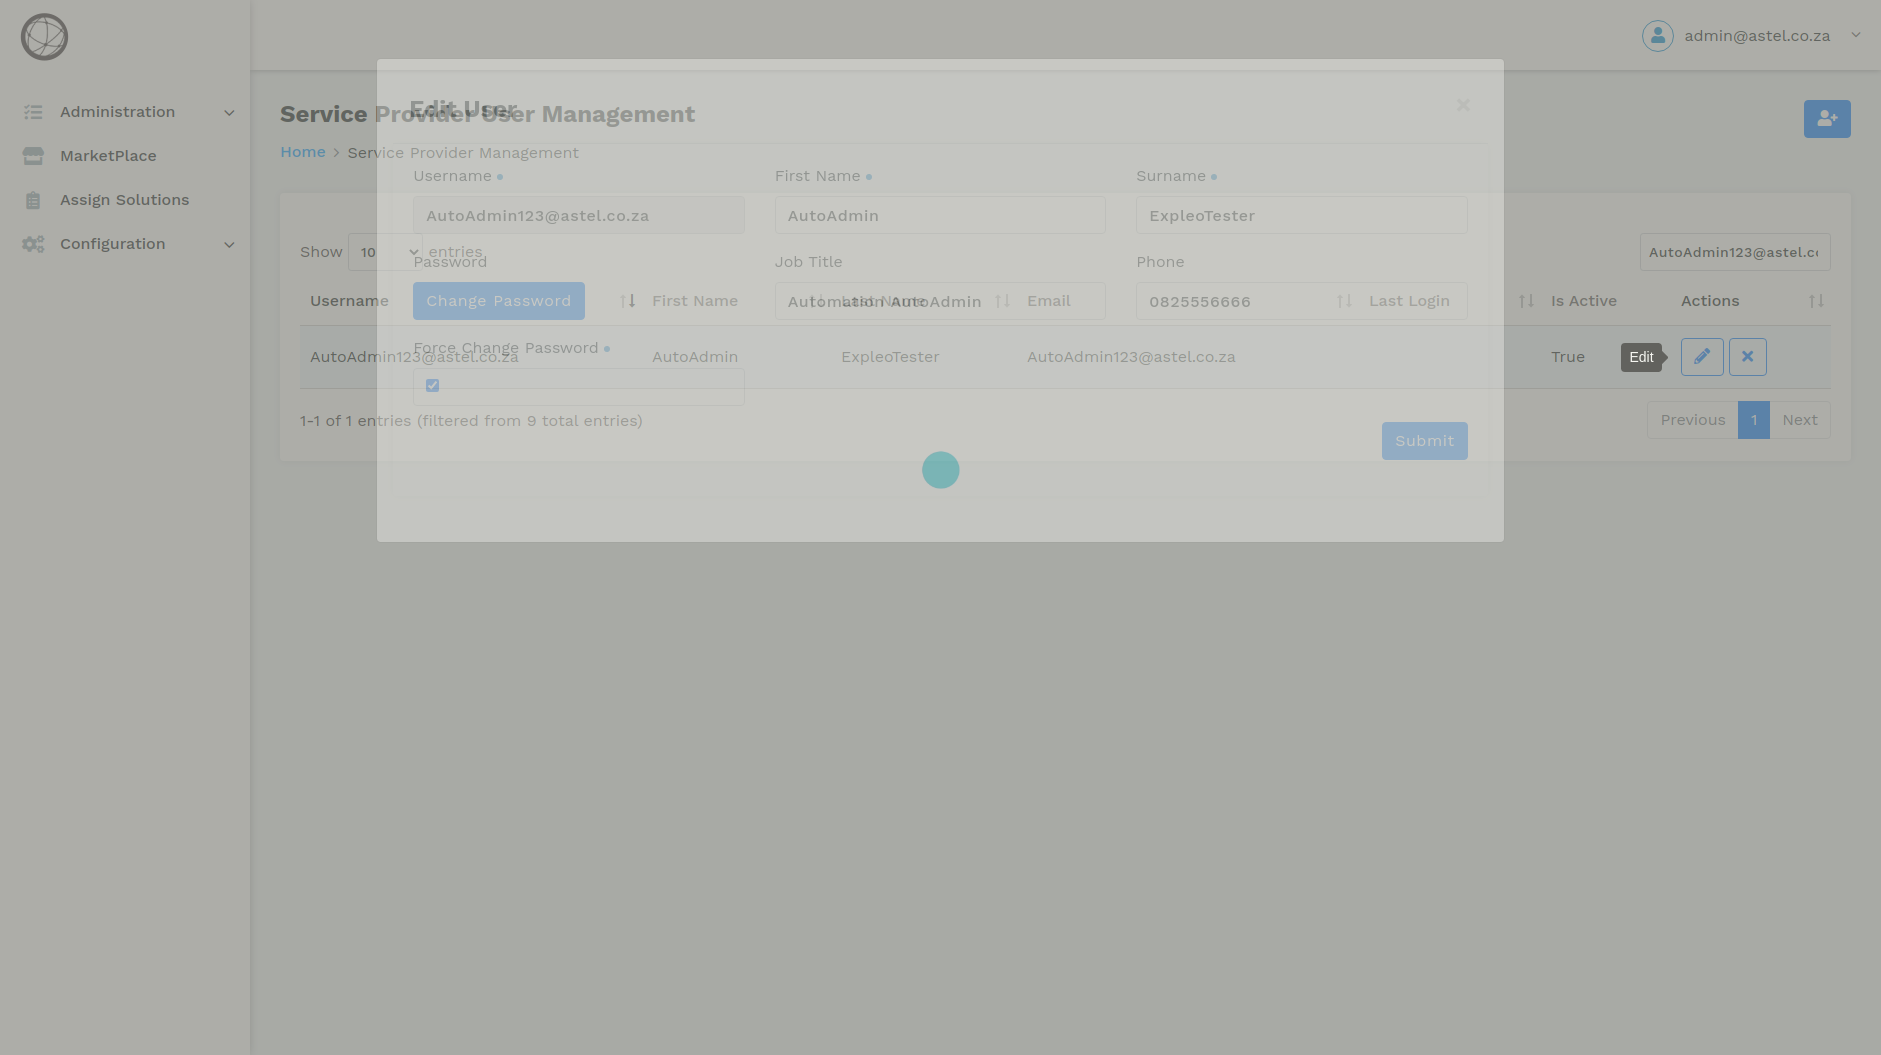 admin@astel.co.za
Administration
MarketPlace
Assign Solutions
Configuration
Service Provider User Management
Home > Service Provider Management
Edit User
×
Username
First Name
Surname
AutoAdmin123@astel.co.za
AutoAdmin
ExpleoTester
Show 10 entries
AutoAdmin123@astel.c
Password
Job Title
Phone
Change Password
Automation AutoAdmin
0825556666
Username
First Name
Last Name
Email
Last Login
Is Active
Actions
Force Change Password
AutoAdmin123@astel.co.za
AutoAdmin
ExpleoTester
AutoAdmin123@astel.co.za
True
Edit
1-1 of 1 entries (filtered from 9 total entries)
Previous
1
Next
Submit